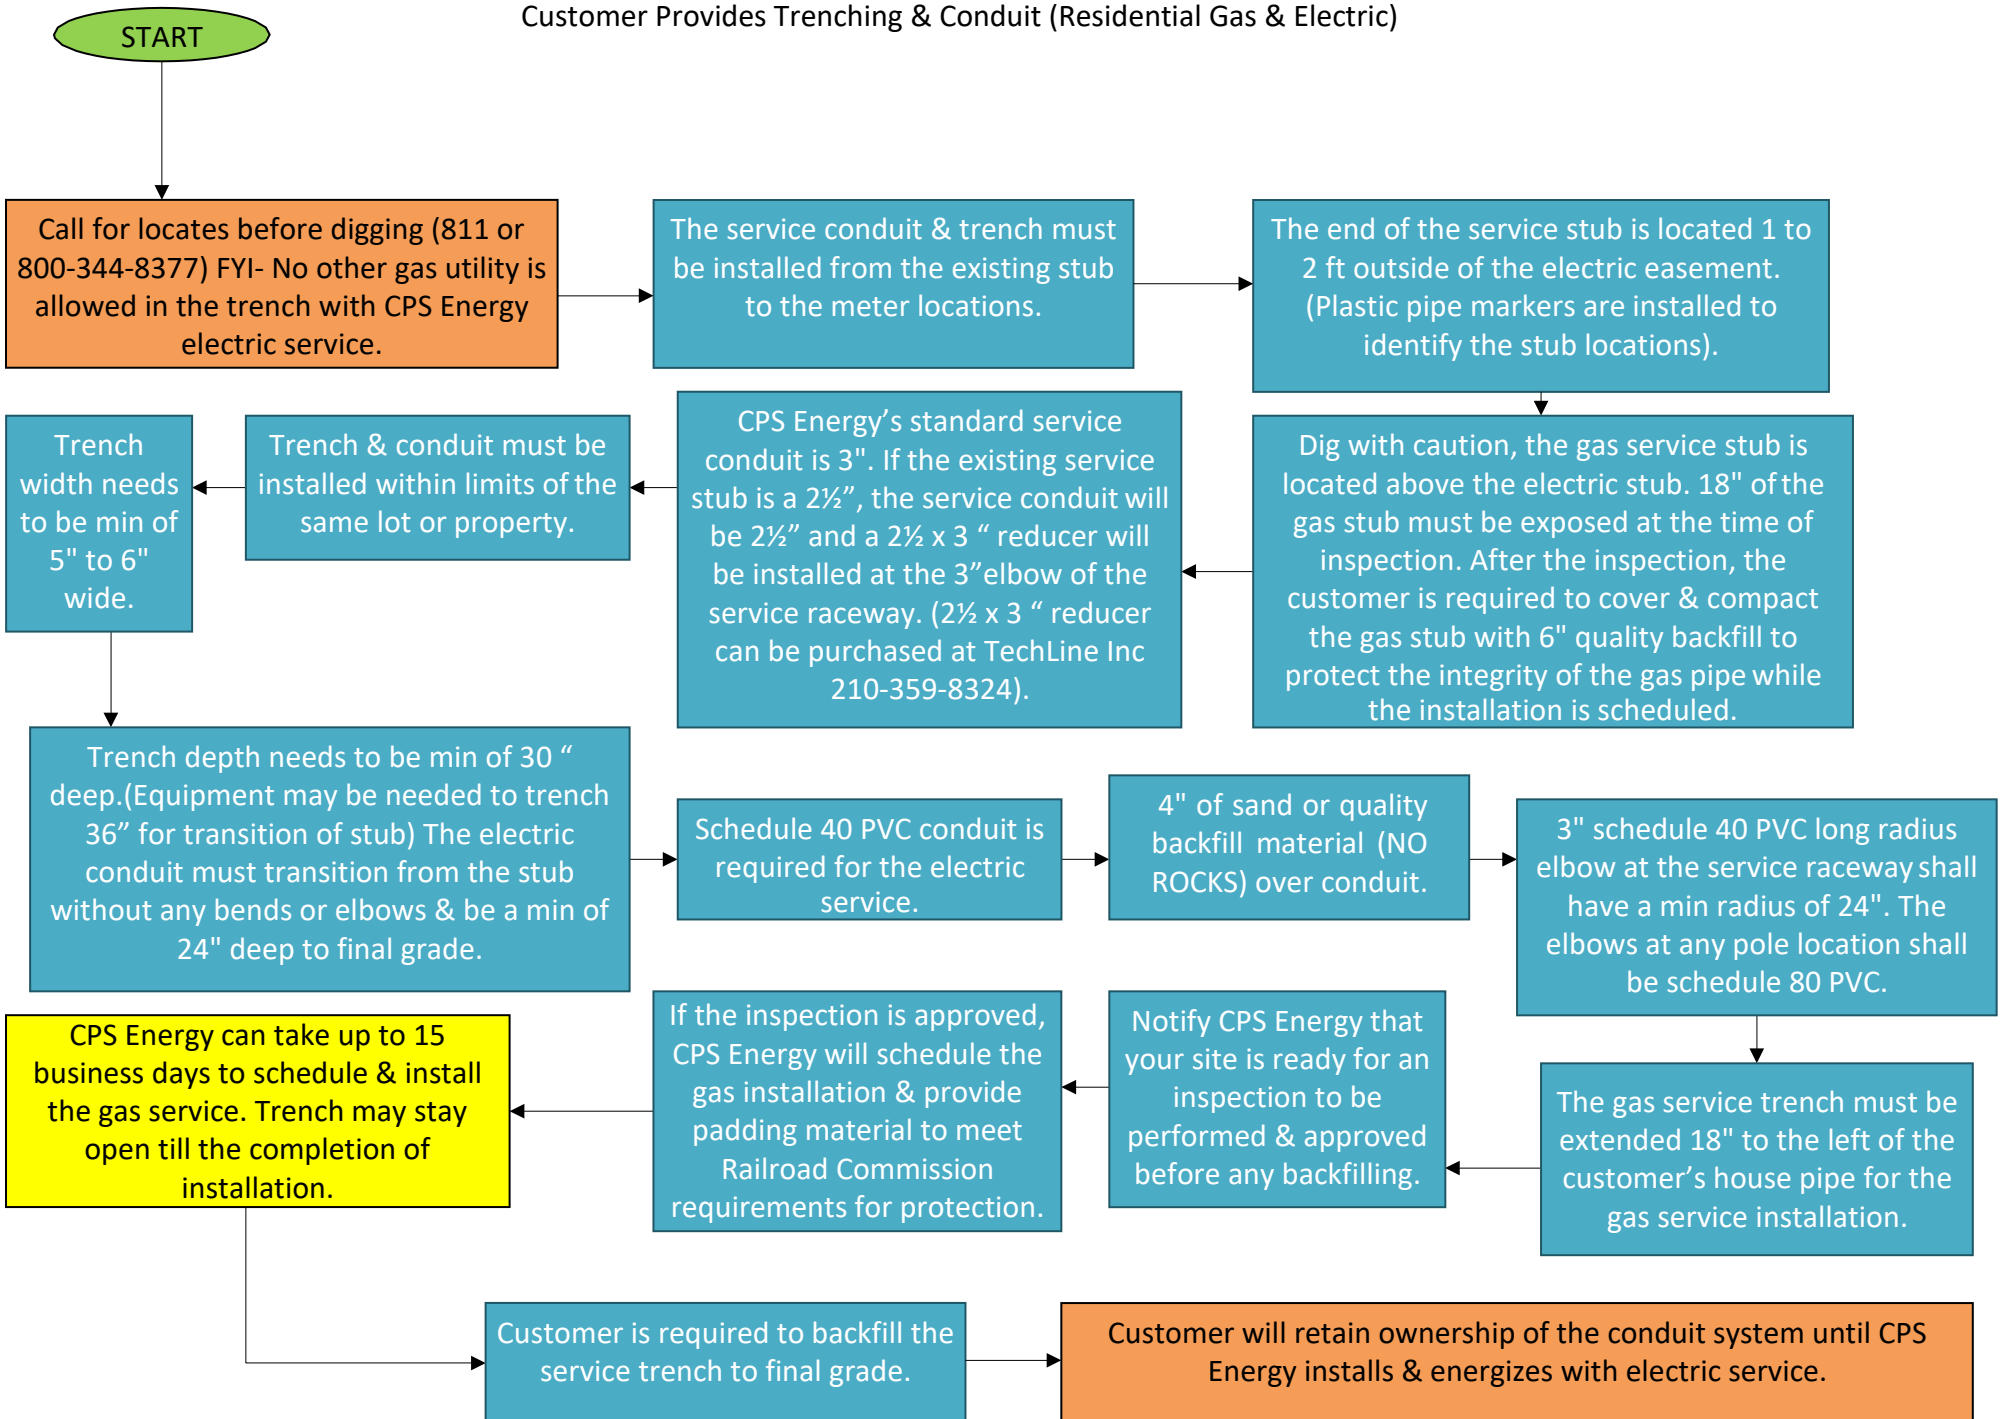 Customer Provides Trenching & Conduit (Residential Gas & Electric)
START
Call for locates before digging (811 or
800-344-8377) FYI- No other gas utility is
allowed in the trench with CPS Energy
electric service.
The service conduit & trench must
be installed from the existing stub
to the meter locations.
The end of the service stub is located 1 to
2 ft outside of the electric easement.
(Plastic pipe markers are installed to
identify the stub locations).
Dig with caution, the gas service stub is
located above the electric stub. 18" of the
gas stub must be exposed at the time of
inspection. After the inspection, the
customer is required to cover & compact
the gas stub with 6" quality backfill to
protect the integrity of the gas pipe while
the installation is scheduled.
CPS Energy’s standard service
conduit is 3". If the existing service
stub is a 2½”, the service conduit will
be 2½” and a 2½ x 3 “ reducer will
be installed at the 3”elbow of the
service raceway. (2½ x 3 “ reducer
can be purchased at TechLine Inc
210-359-8324).
Trench & conduit must be
installed within limits of the
same lot or property.
Trench
width needs
to be min of
5" to 6"
wide.
Trench depth needs to be min of 30 “
deep.(Equipment may be needed to trench
36” for transition of stub) The electric
conduit must transition from the stub
without any bends or elbows & be a min of
24" deep to final grade.
Schedule 40 PVC conduit is
required for the electric
service.
4" of sand or quality
backfill material (NO
ROCKS) over conduit.
3" schedule 40 PVC long radius
elbow at the service raceway shall
have a min radius of 24". The
elbows at any pole location shall
be schedule 80 PVC.
The gas service trench must be
extended 18" to the left of the
customer’s house pipe for the
gas service installation.
Notify CPS Energy that
your site is ready for an
inspection to be
performed & approved
before any backfilling.
If the inspection is approved,
CPS Energy will schedule the
gas installation & provide
padding material to meet
Railroad Commission
requirements for protection.
CPS Energy can take up to 15
business days to schedule & install
the gas service. Trench may stay
open till the completion of
installation.
Customer is required to backfill the
service trench to final grade.
Customer will retain ownership of the conduit system until CPS
Energy installs & energizes with electric service.